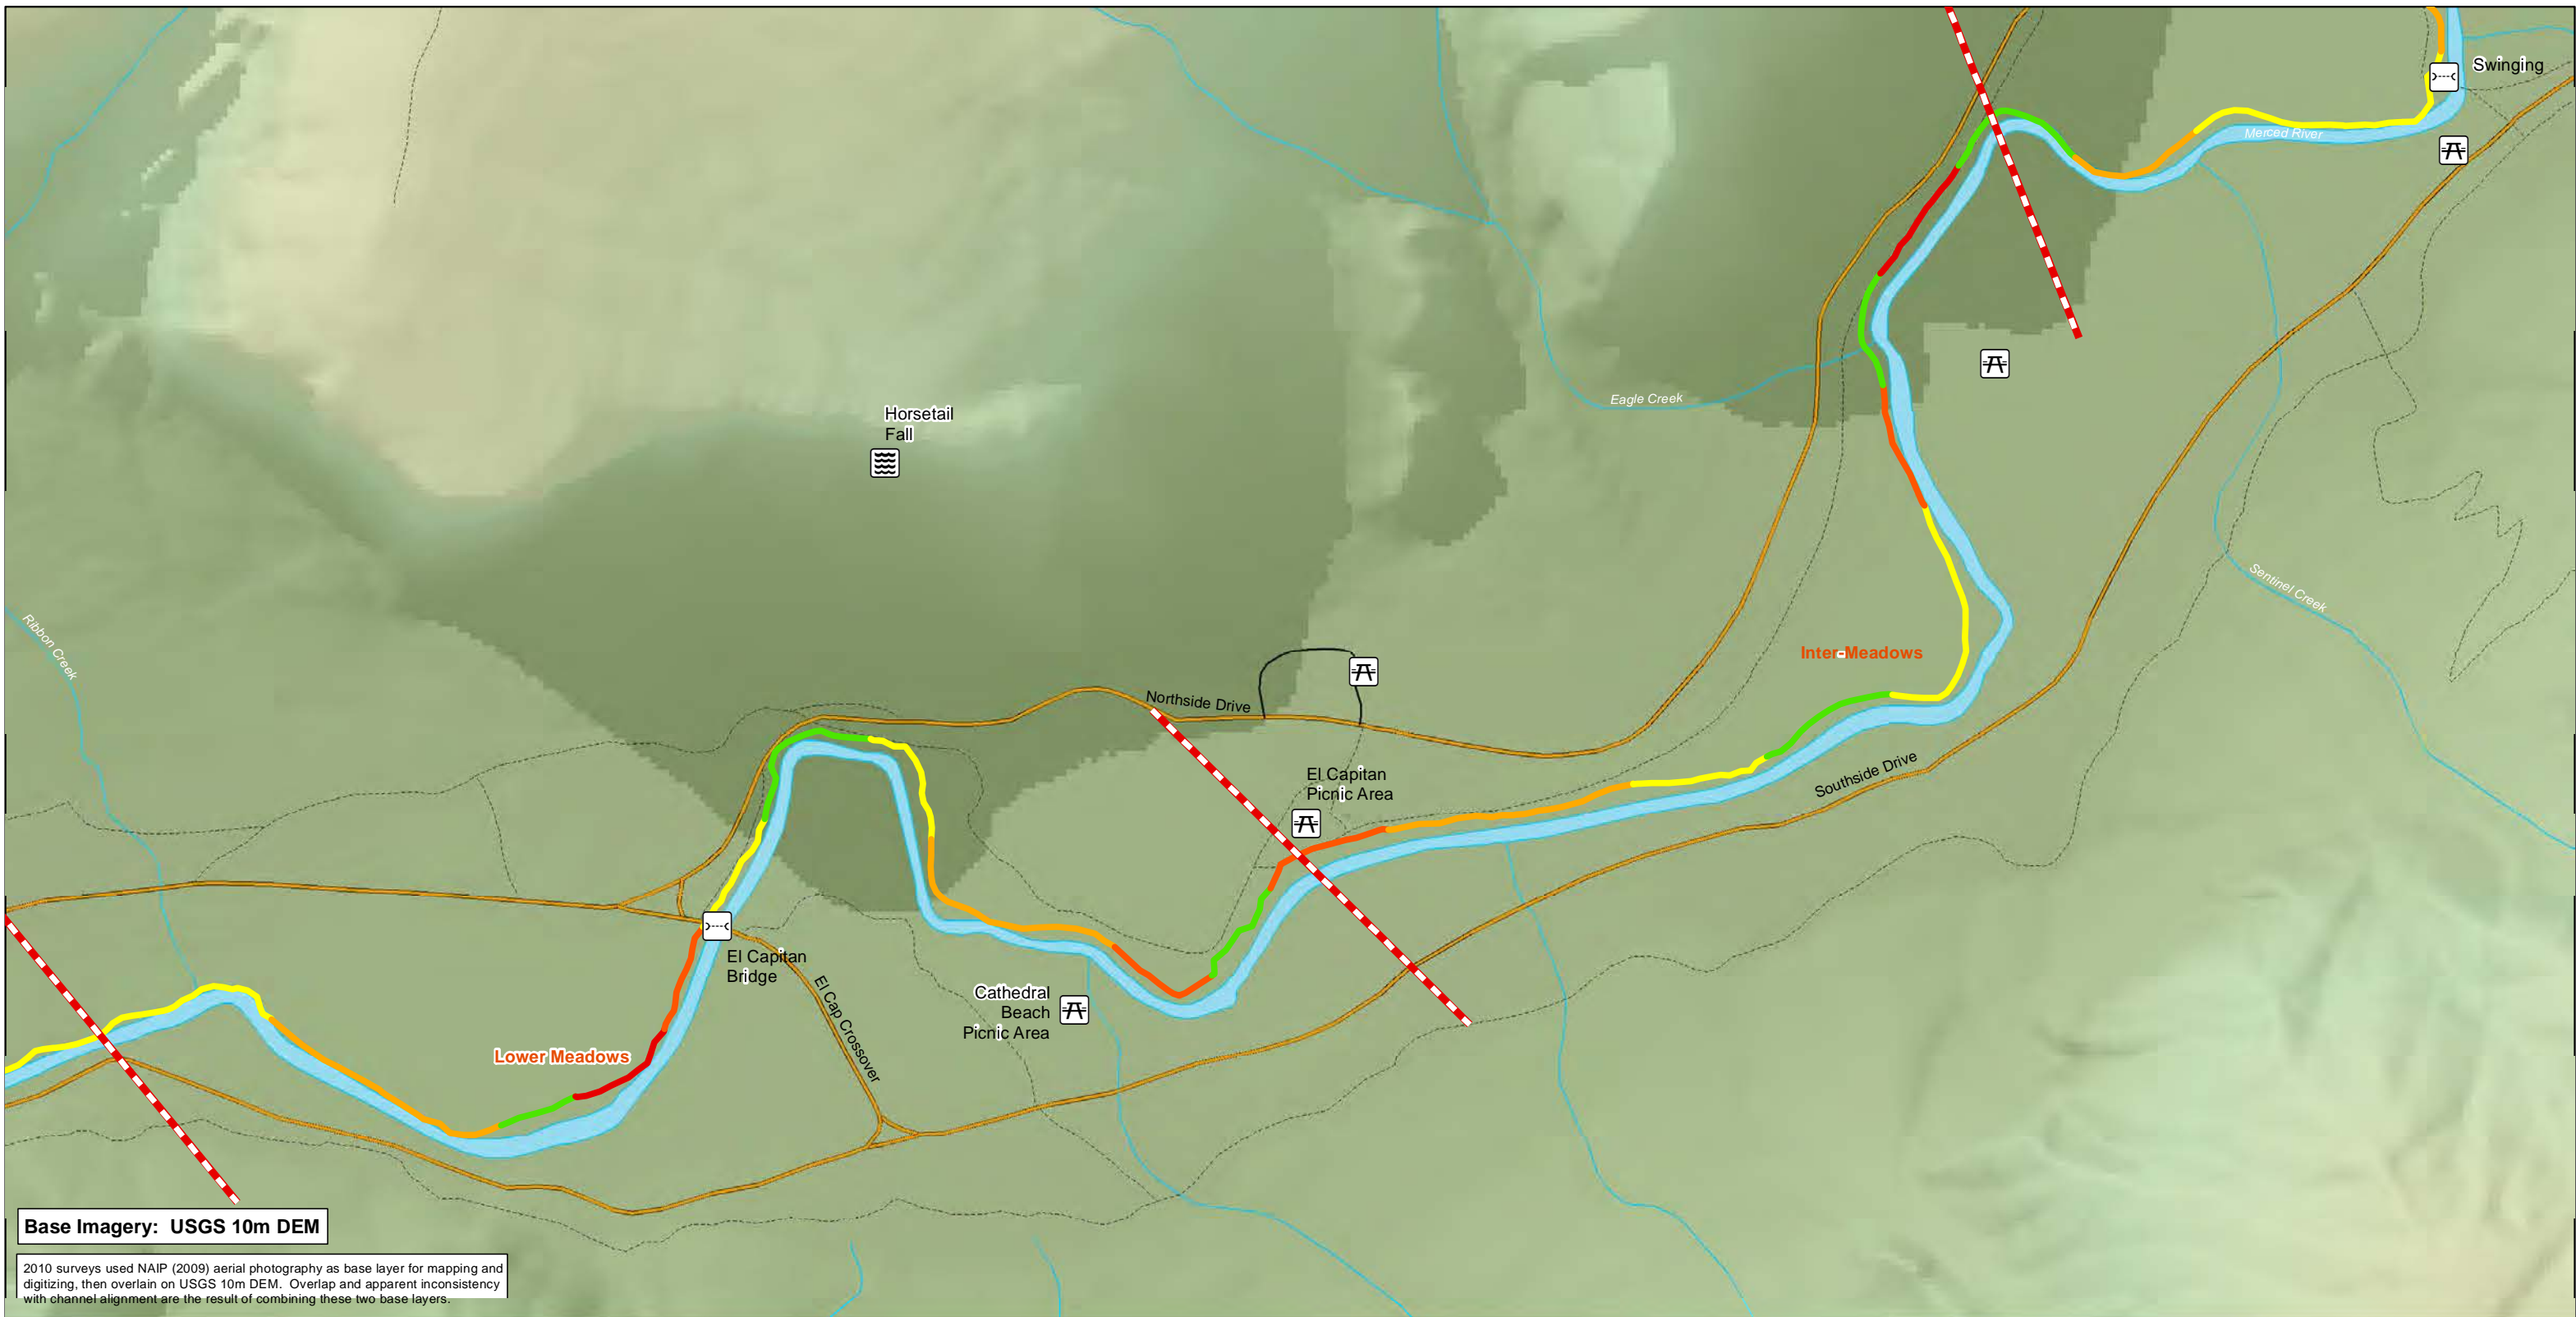 Swinging
Merced River
Horsetail
Fall
Eagle Creek
Sentinel Creek
Ribbon Creek
Inter-Meadows
Northside Drive
Southside Drive
El Capitan
Picnic Area
El Capitan
Bridge
El Cap Crossover
Cathedral
Beach
Picnic Area
Lower Meadows
Base Imagery: USGS 10m DEM
2010 surveys used NAIP (2009) aerial photography as base layer for mapping and
digitizing, then overlain on USGS 10m DEM. Overlap and apparent inconsistency
with channel alignment are the result of combining these two base layers.